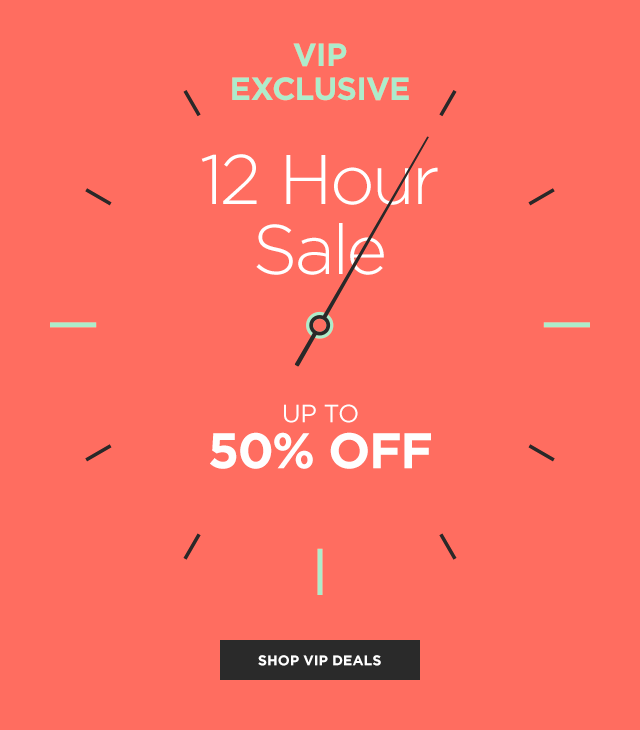 VIP
EXCLUSIVE
12 Hour
Sale
UP TO
50% OFF
SHOP VIP DEALS